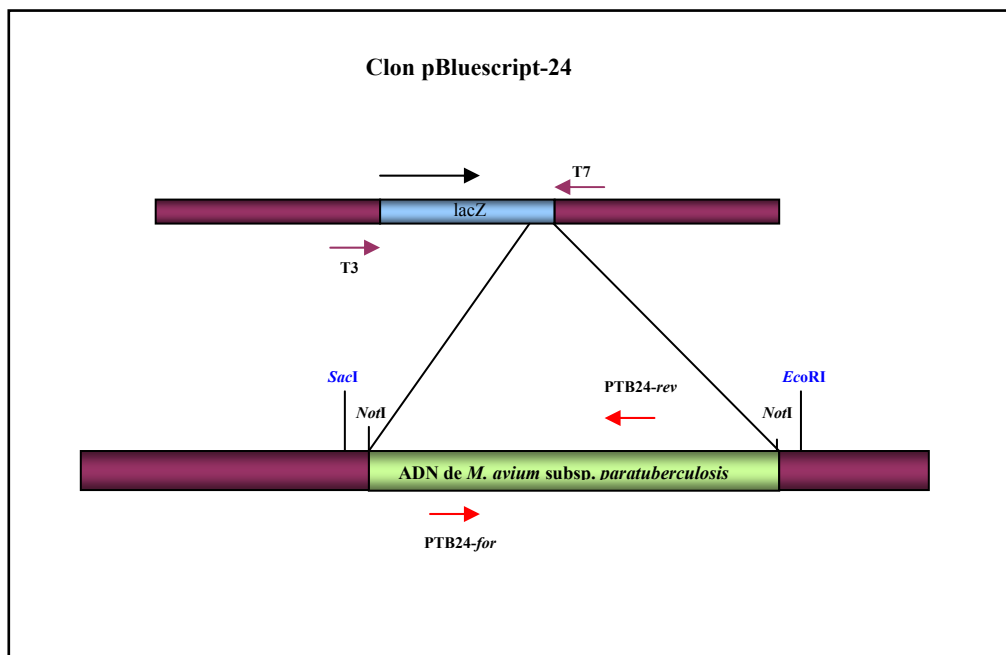 Clon pBluescript-24
T7
lacZ
T3
SacI
EcoRI
PTB24-rev
NotI
NotI
ADN de M. avium subsp. paratuberculosis
PTB24-for